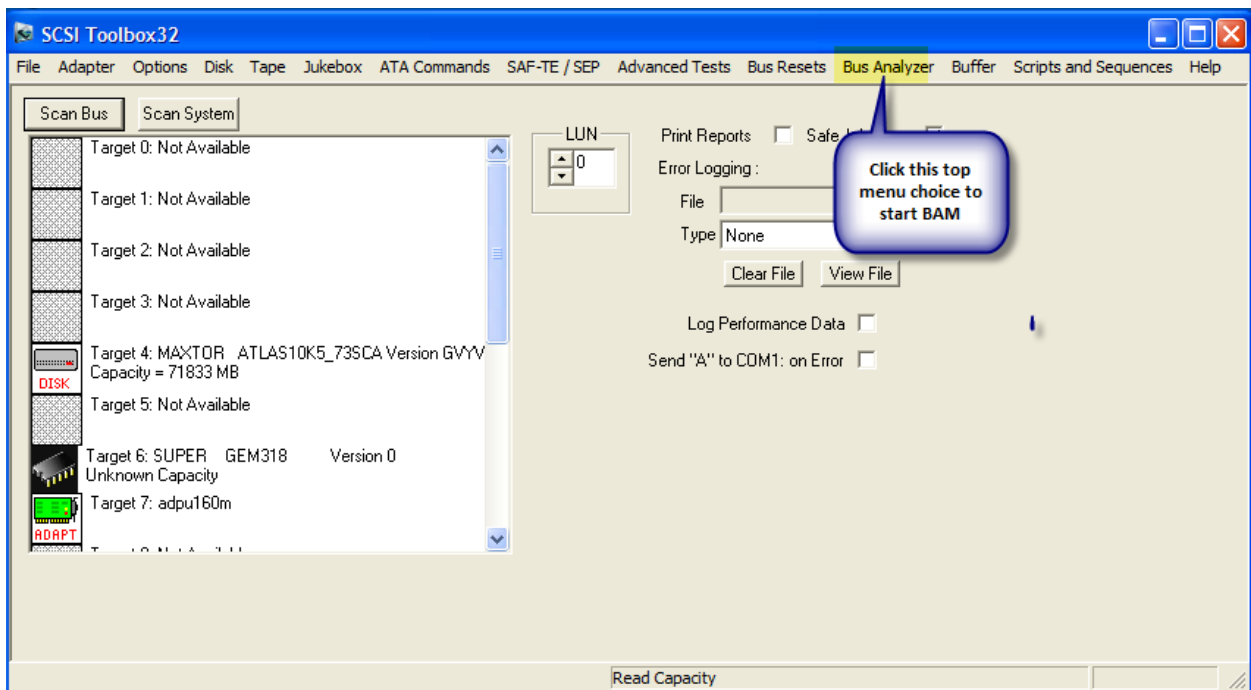 SCSI Toolbox32
File Adapter Options Disk Tape Jukebox ATA Commands SAF-TE / SEP Advanced Tests Bus Resets Bus Analyzer Buffer Scripts and Sequences Help
Scan Bus Scan System
Target 0: Not Available
Target 1: Not Available
Target 2: Not Available
Target 3: Not Available
Target 4: MAXTOR ATLAS10K5_73SCA Version GVYV
Capacity = 71833 MB
DISK
Target 5: Not Available
Target 6: SUPER GEM318 Version 0
Unknown Capacity
Target 7: adpu160m
ADAPT
LUN
0
Print Reports
Error Logging :
File
Type None
Clear File View File
Log Performance Data
Send "A" to COM1: on Error
Click this top
menu choice to
start BAM
Read Capacity